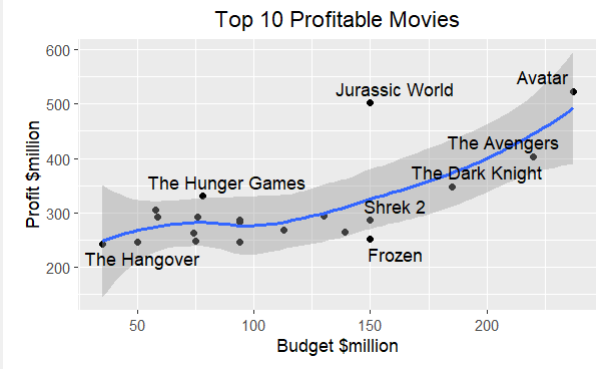 Top 10 Profitable Movies
600
500
400
300
200
Profit $million
Avatar
Jurassic World
The Avengers
The Dark Knight
The Hunger Games
Shrek 2
Frozen
The Hangover
50
100
150
200
Budget $million